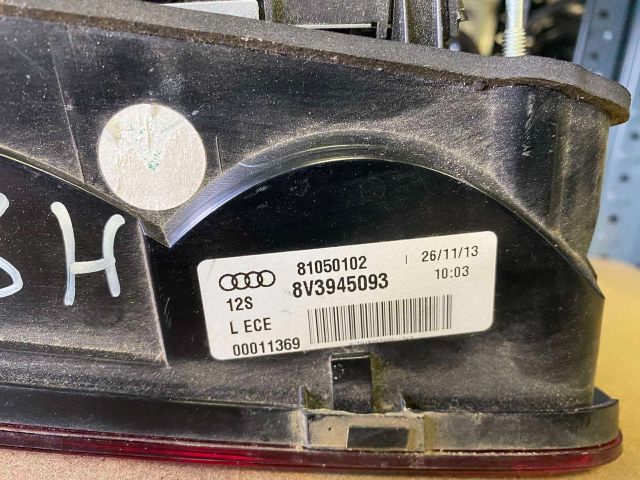 H
81050102 | 26/11/13
12S 8V3945093 10:03
L ECE
00011369